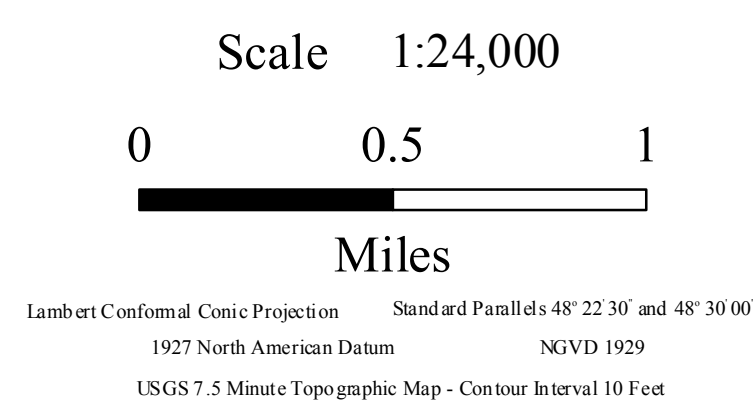 Scale 1:24,000
0 0.5 1
Miles
Lambert Conformal Conic Projection Standard Parallels 48° 22' 30" and 48° 30' 00"
1927 North American Datum NGVD 1929
USGS 7.5 Minute Topographic Map - Contour Interval 10 Feet